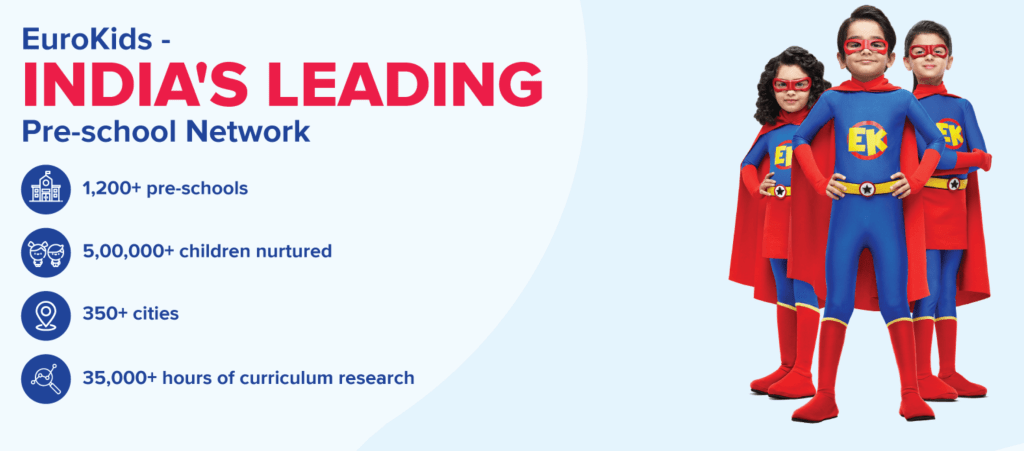 EuroKids -
INDIA'S LEADING
Pre-school Network
1,200+ pre-schools
5,00,000+ children nurtured
350+ cities
35,000+ hours of curriculum research
EK
EK
EK